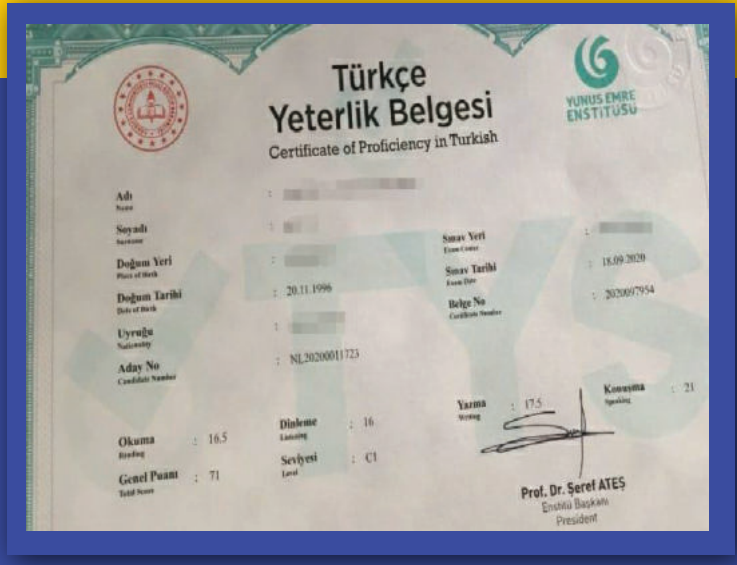 Türkçe
Yeterlik Belgesi
Certificate of Proficiency in Turkish
YUNUS EMRE
ENSTİTÜSÜ
TYS
Adı :
Name
Soyadı :
Surname
Doğum Yeri :
Place of Birth
Doğum Tarihi : 20.11.1996
Date of Birth
Uyruğu :
Nationality
Aday No : NL20200011723
Candidate Number
Sınav Yeri :
Exam Center
Sınav Tarihi : 18.09.2020
Exam Date
Belge No : 2020097954
Certificate Number
Okuma : 16.5
Reading
Dinleme : 16
Listening
Yazma : 17.5
Writing
Konuşma : 21
Speaking
Genel Puanı : 71
Total Score
Seviyesi : C1
Level
Prof. Dr. Şeref ATEŞ
Enstitü Başkanı
President